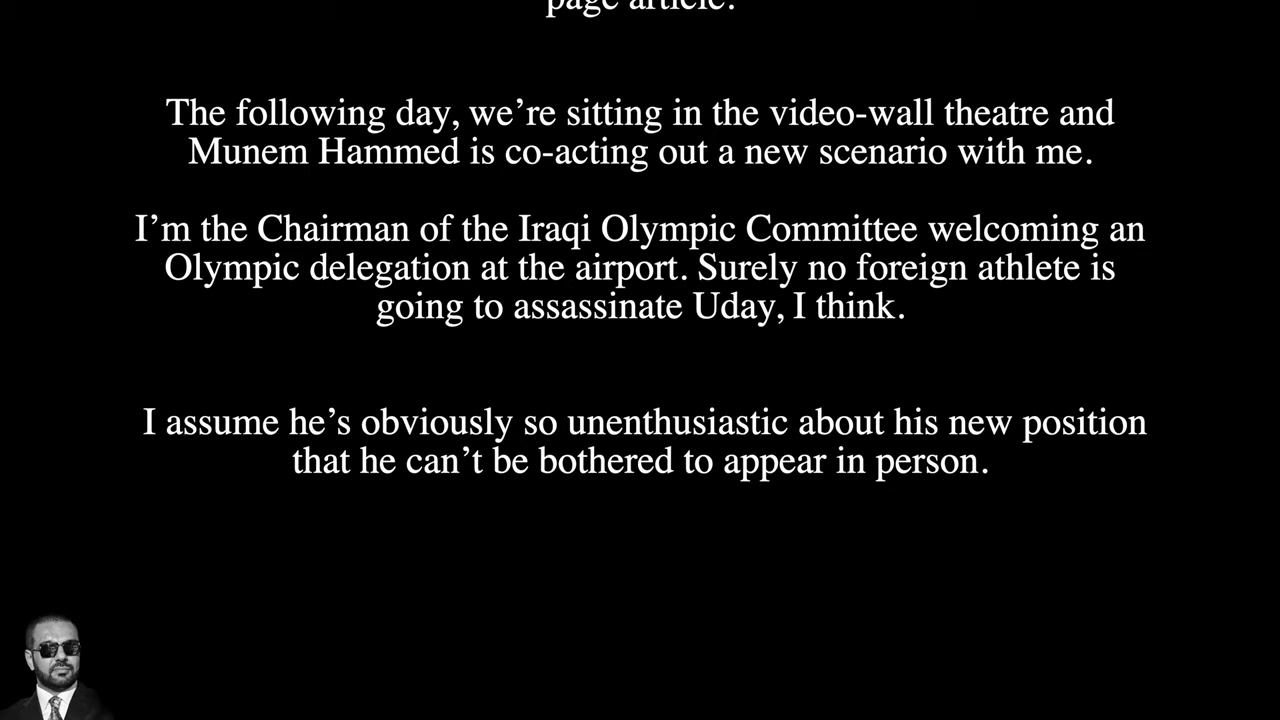 page article.
The following day, we’re sitting in the video-wall theatre and
Munem Hammed is co-acting out a new scenario with me.
I’m the Chairman of the Iraqi Olympic Committee welcoming an
Olympic delegation at the airport. Surely no foreign athlete is
going to assassinate Uday, I think.
I assume he’s obviously so unenthusiastic about his new position
that he can’t be bothered to appear in person.